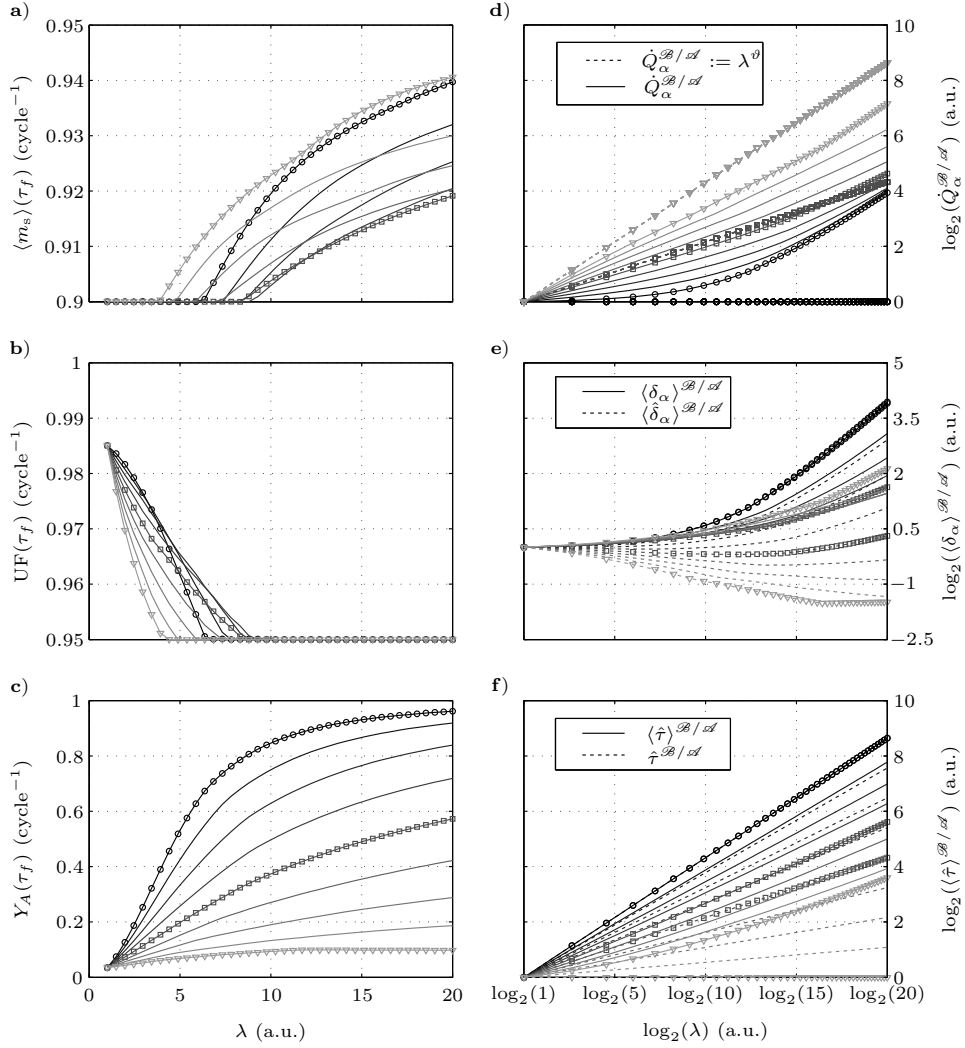 a)
0.95
0.94
0.93
0.92
0.91
0.9
⟨m_s⟩(τ_f) (cycle⁻¹)
b)
1
0.99
0.98
0.97
0.96
0.95
UF(τ_f) (cycle⁻¹)
c)
1
0.8
0.6
0.4
0.2
0
Y_A(τ_f) (cycle⁻¹)
0 5 10 15 20
λ (a.u.)
d)
Q̇_α^{ℬ/𝒜} := λ^ϑ
Q̇_α^{ℬ/𝒜}
10
8
6
4
2
0
log₂(Q̇_α^{ℬ/𝒜}) (a.u.)
e)
⟨δ_α⟩^{ℬ/𝒜}
⟨δ̂_α⟩^{ℬ/𝒜}
5
3.5
2
0.5
−1
−2.5
log₂(⟨δ_α⟩^{ℬ/𝒜}) (a.u.)
f)
⟨τ̂⟩^{ℬ/𝒜}
τ̂^{ℬ/𝒜}
10
8
6
4
2
0
log₂(⟨τ̂⟩^{ℬ/𝒜}) (a.u.)
log₂(1) log₂(5) log₂(10) log₂(15) log₂(20)
log₂(λ) (a.u.)